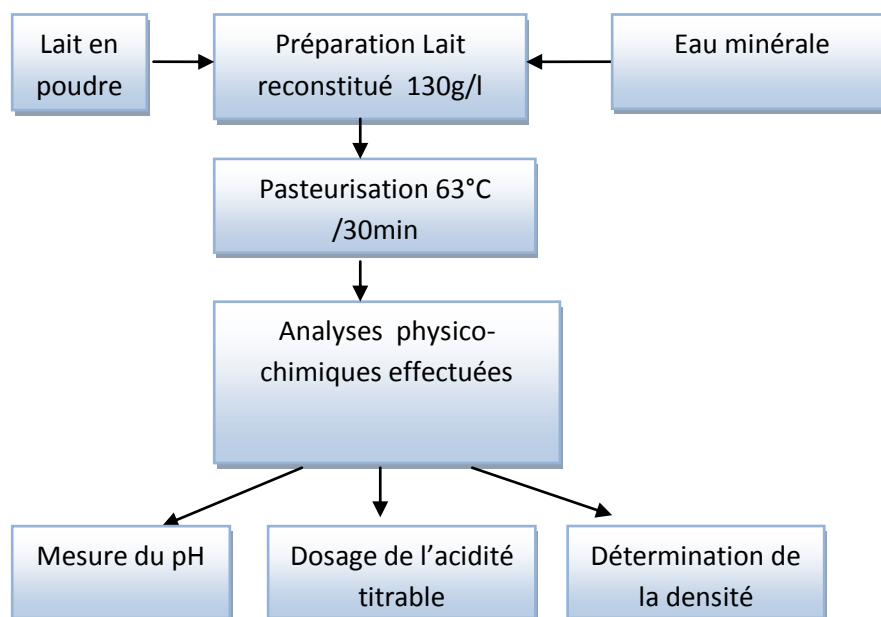 Lait en
poudre
Préparation Lait
reconstitué 130g/l
Eau minérale
Pasteurisation 63°C
/30min
Analyses physico-
chimiques effectuées
Mesure du pH
Dosage de l’acidité
titrable
Détermination de
la densité